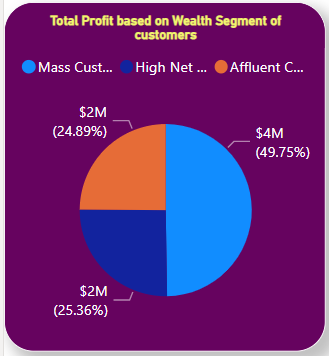 Total Profit based on Wealth Segment of
customers
Mass Cust... High Net ... Affluent C...
$2M
(24.89%)
$4M
(49.75%)
$2M
(25.36%)